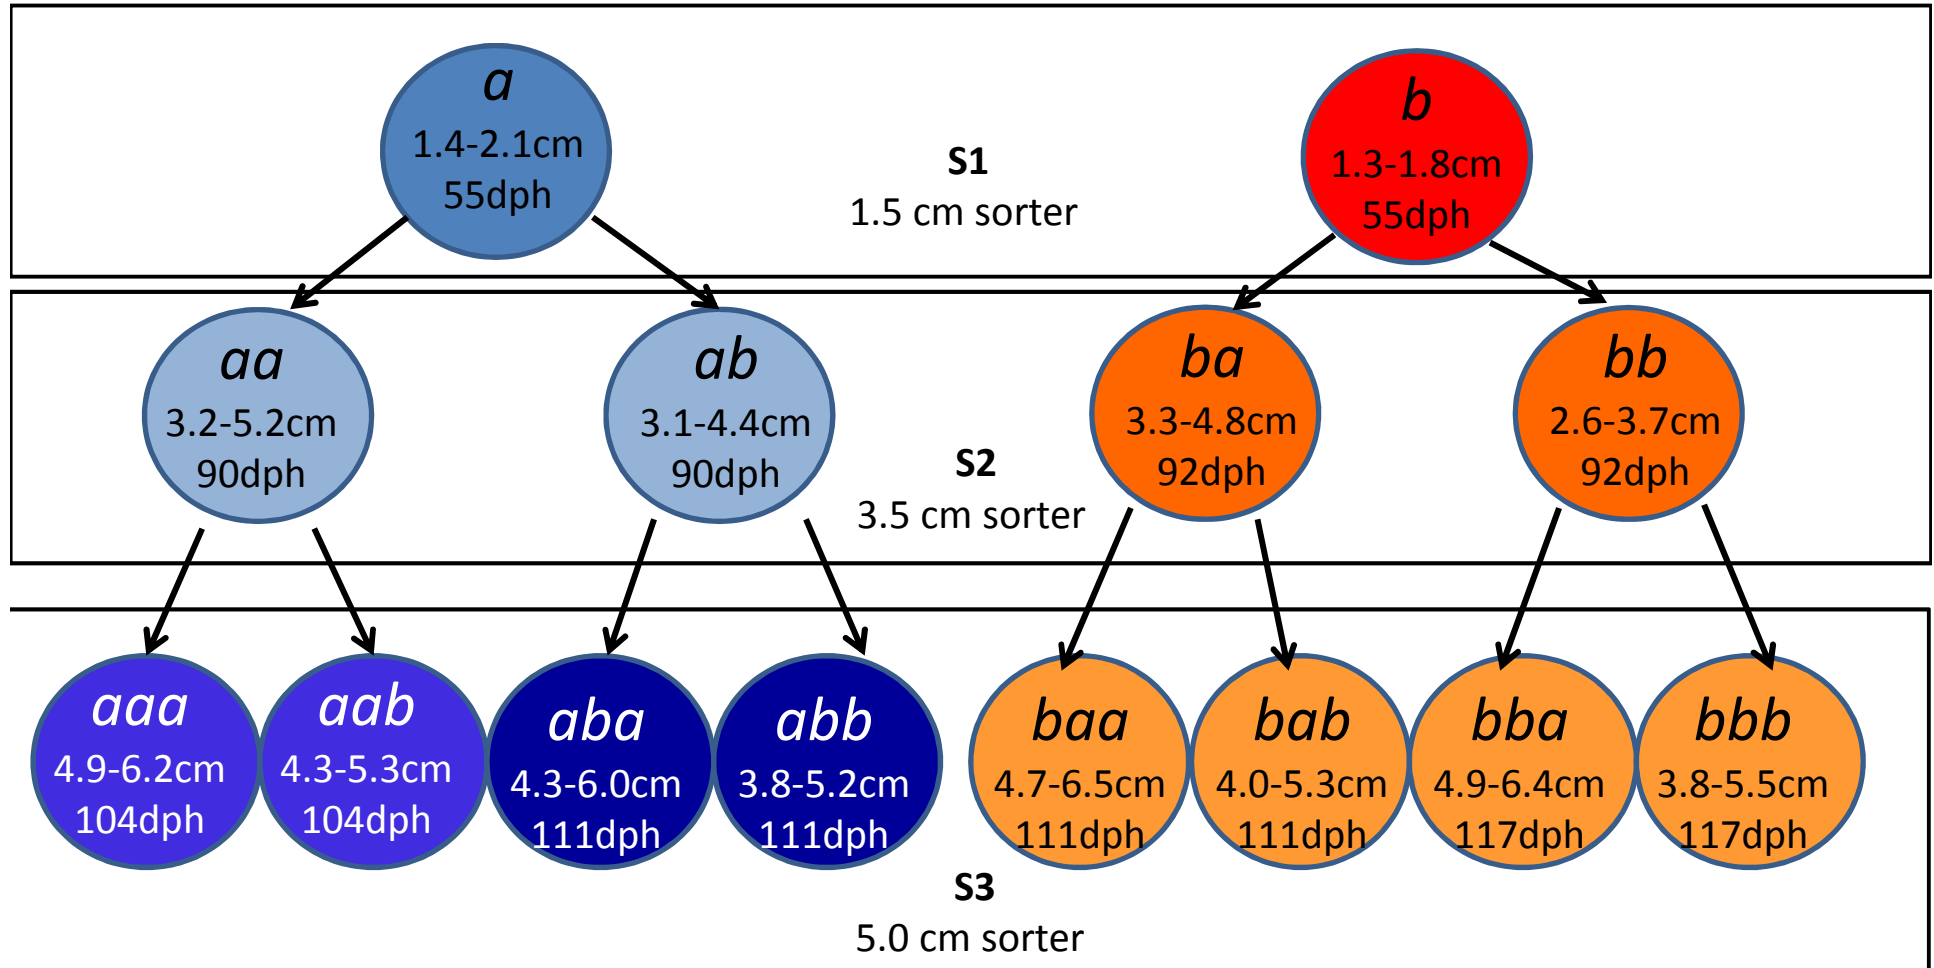 a
1.4-2.1cm
55dph
S1
1.5 cm sorter
b
1.3-1.8cm
55dph
aa
3.2-5.2cm
90dph
ab
3.1-4.4cm
90dph
S2
3.5 cm sorter
ba
3.3-4.8cm
92dph
bb
2.6-3.7cm
92dph
aaa
4.9-6.2cm
104dph
aab
4.3-5.3cm
104dph
aba
4.3-6.0cm
111dph
abb
3.8-5.2cm
111dph
baa
4.7-6.5cm
111dph
bab
4.0-5.3cm
111dph
bba
4.9-6.4cm
117dph
bbb
3.8-5.5cm
117dph
S3
5.0 cm sorter